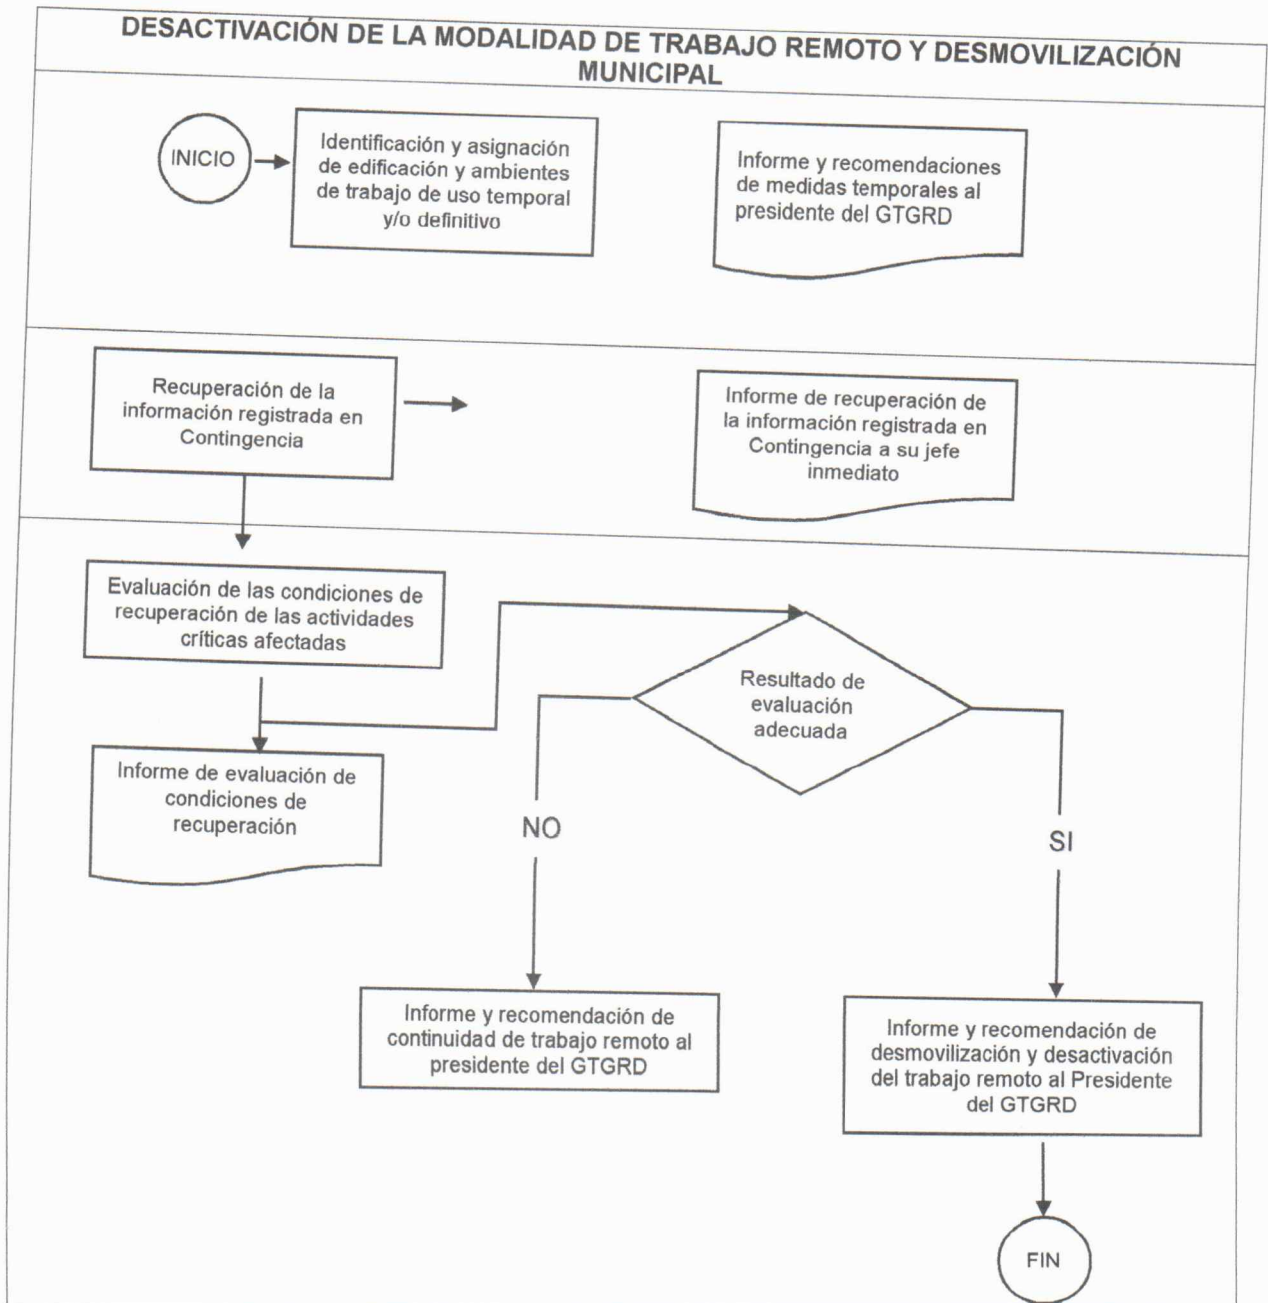 DESACTIVACIÓN DE LA MODALIDAD DE TRABAJO REMOTO Y DESMOVILIZACIÓN
MUNICIPAL
INICIO
Identificación y asignación
de edificación y ambientes
de trabajo de uso temporal
y/o definitivo
Informe y recomendaciones
de medidas temporales al
presidente del GTGRD
Recuperación de la
información registrada en
Contingencia
Informe de recuperación de
la información registrada en
Contingencia a su jefe
inmediato
Evaluación de las condiciones de
recuperación de las actividades
críticas afectadas
Resultado de
evaluación
adecuada
Informe de evaluación de
condiciones de
recuperación
NO
SI
Informe y recomendación de
continuidad de trabajo remoto al
presidente del GTGRD
Informe y recomendación de
desmovilización y desactivación
del trabajo remoto al Presidente
del GTGRD
FIN